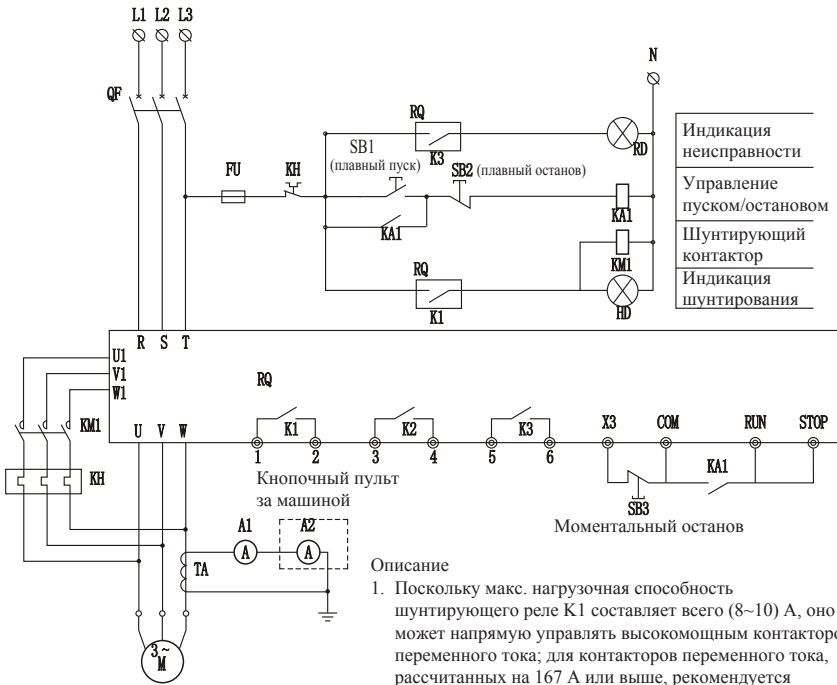 L1 L2 L3
N
QF
RQ
K3
RD
SB1
(плавный пуск)
SB2 (плавный останов)
FU
KH
KA1
KA1
KM1
RQ
K1
HD
Индикация
неисправности
Управление
пуском/остановом
Шунтирующий
контактор
Индикация
шунтирования
R S T
U1
V1
W1
RQ
KM1
U V W
K1
K2
K3
X3 COM RUN STOP
1 2 3 4 5 6
KA1
SB3
KH
Кнопочный пульт
за машиной
Моментальный останов
A1 A2
A A
TA
3~
M
Описание
1. Поскольку макс. нагрузочная способность
шунтирующего реле K1 составляет всего (8~10) А, оно
может напрямую управлять высокомощным контакторо
переменного тока; для контакторов переменного тока,
рассчитанных на 167 А или выше, рекомендуется